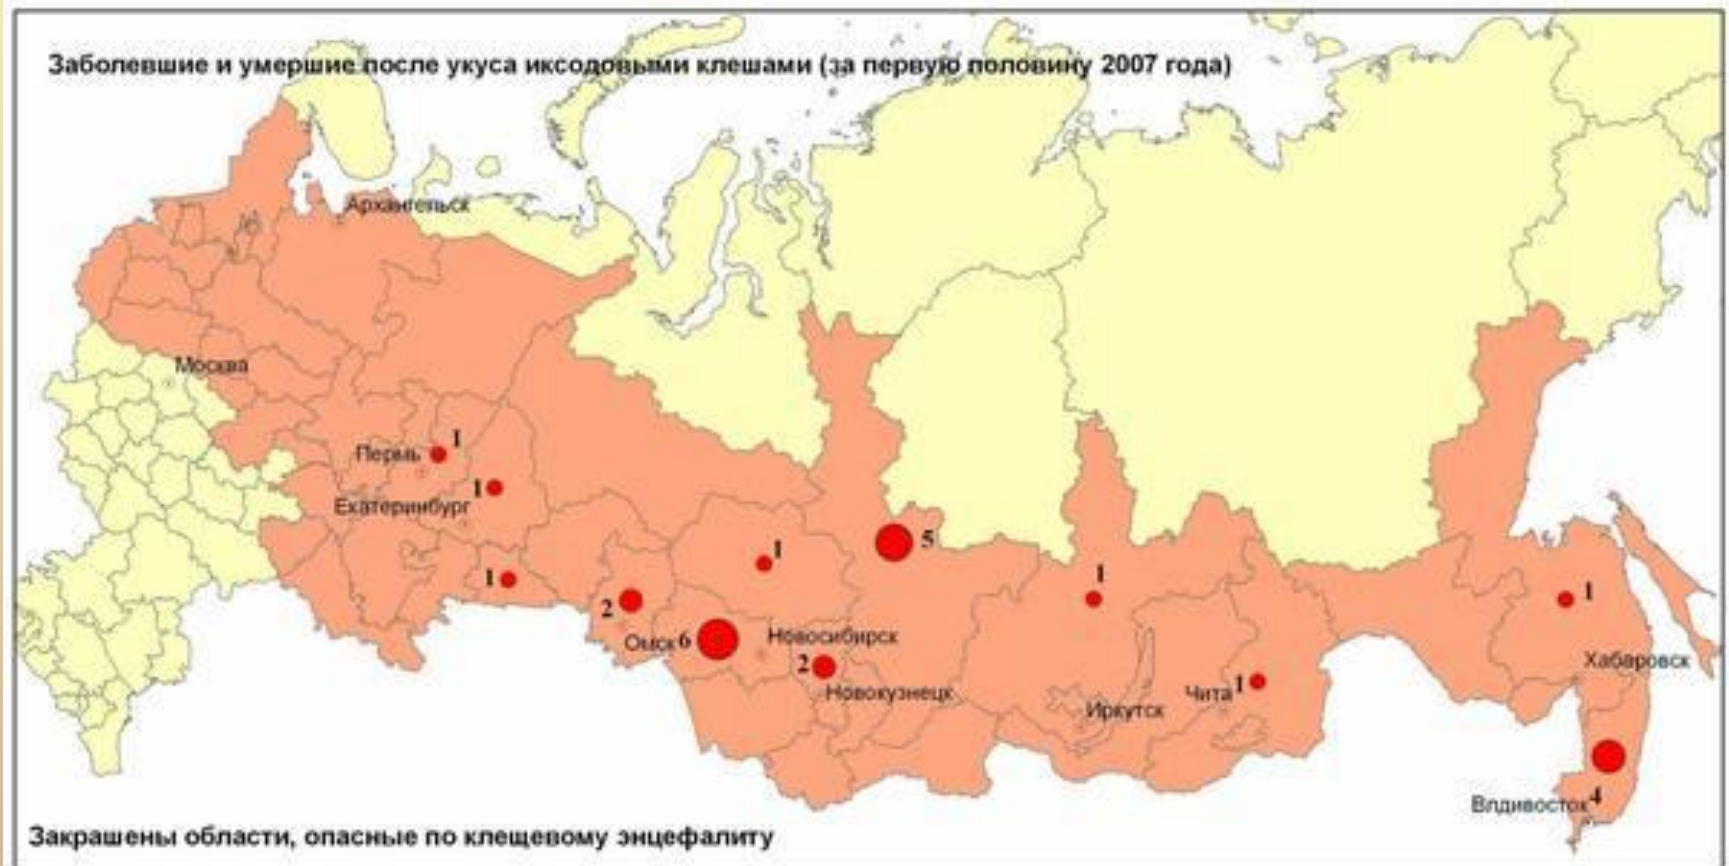 Заболевшие и умершие после укуса иксодовыми клешами (за первую половину 2007 года)
Архангельск
Москва
Пермь 1
1
Екатеринбург
1
2
1
5
Омск 6
Новосибирск
2
Новокузнецк
1
Иркутск
Чита 1
1
Хабаровск
Влдивосток 4
Закрашены области, опасные по клещевому энцефалиту